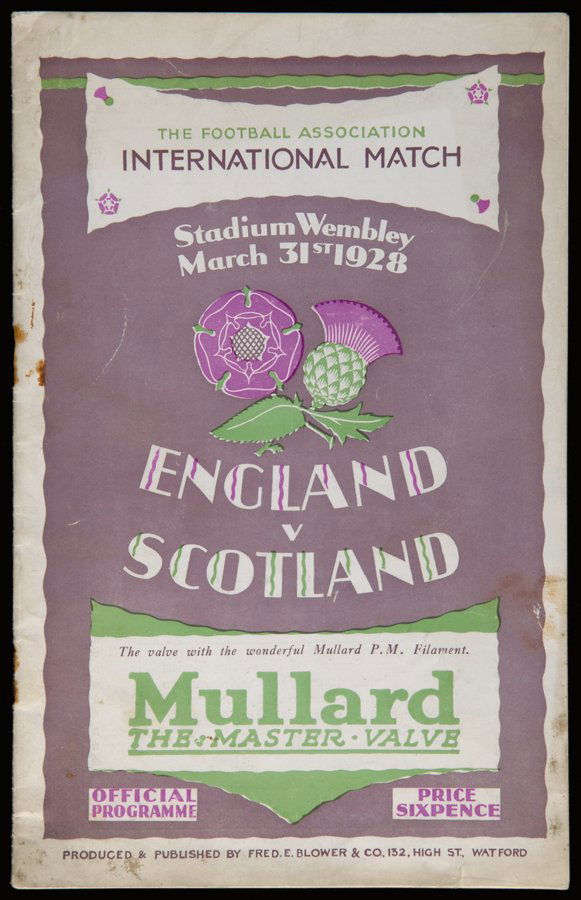 THE FOOTBALL ASSOCIATION
INTERNATIONAL MATCH
Stadium Wembley
March 31ST 1928
ENGLAND
v
SCOTLAND
The valve with the wonderful Mullard P.M. Filament.
Mullard
THE·MASTER·VALVE
OFFICIAL
PROGRAMME
PRICE
SIXPENCE
PRODUCED & PUBLISHED BY FRED. E. BLOWER & CO, 132, HIGH ST, WATFORD